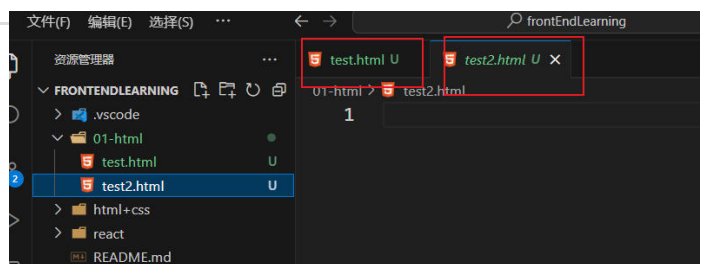 文件(F) 编辑(E) 选择(S) ··· ← → frontEndLearning
资源管理器 ···
test.html U
test2.html U ×
FRONTENDLEARNING
01-html > test2.html
.vscode
1
01-html
test.html U
test2.html U
html+css
react
README.md
2